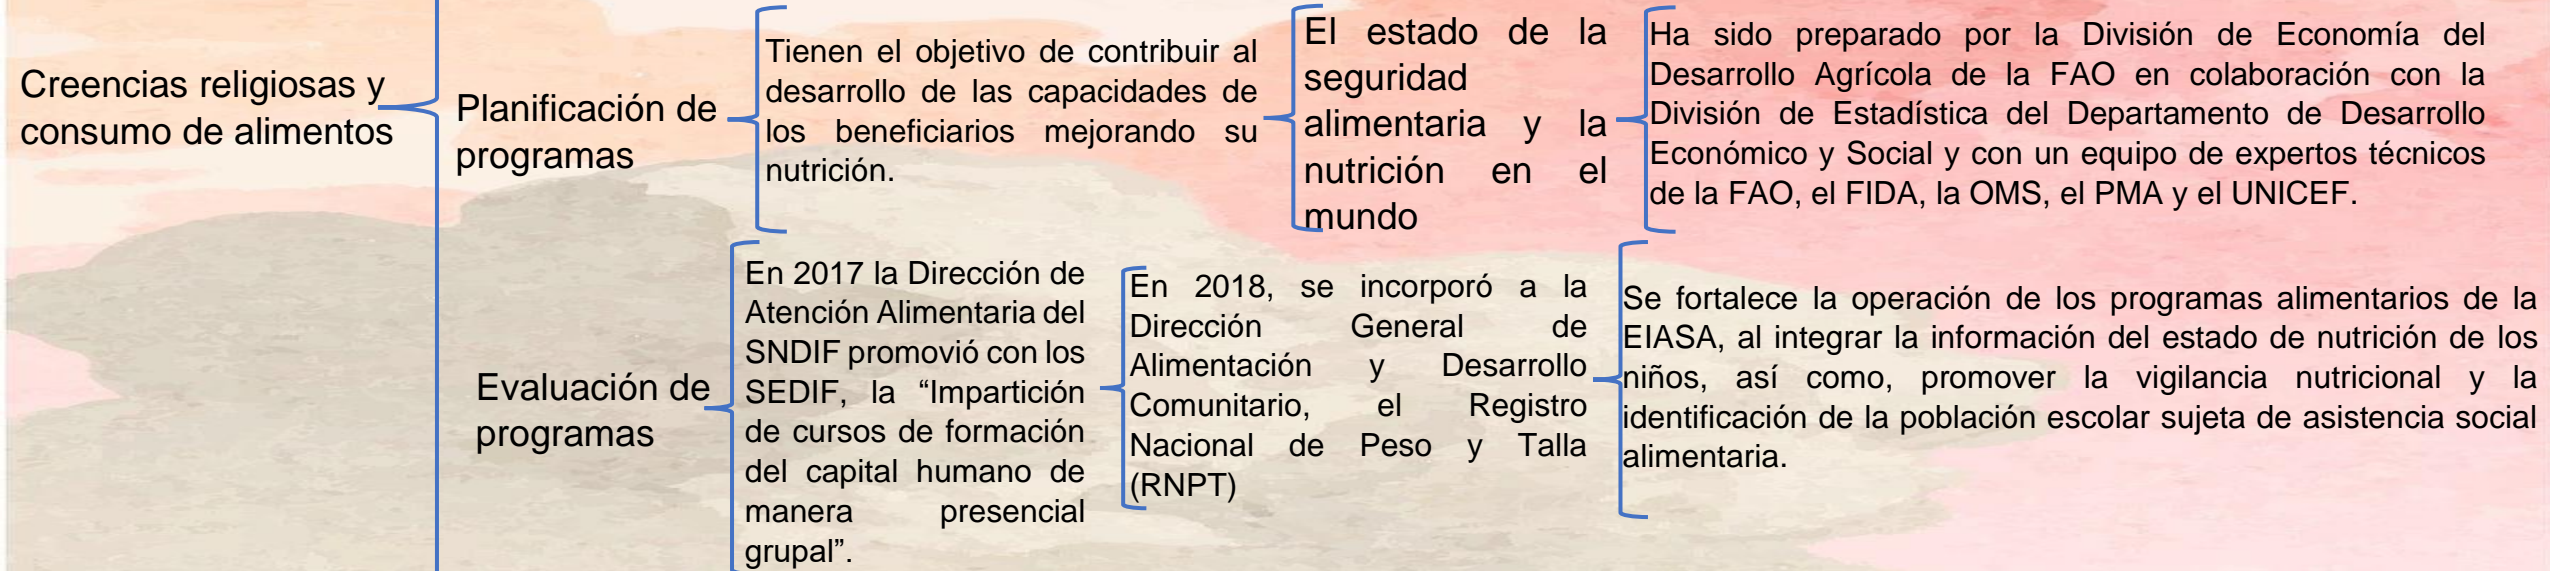 Creencias religiosas y
consumo de alimentos
Planificación de
programas
Tienen el objetivo de contribuir al
desarrollo de las capacidades de
los beneficiarios mejorando su
nutrición.
El estado de la
seguridad
alimentaria y la
nutrición en el
mundo
Ha sido preparado por la División de Economía del
Desarrollo Agrícola de la FAO en colaboración con la
División de Estadística del Departamento de Desarrollo
Económico y Social y con un equipo de expertos técnicos
de la FAO, el FIDA, la OMS, el PMA y el UNICEF.
Evaluación de
programas
En 2017 la Dirección de
Atención Alimentaria del
SNDIF promovió con los
SEDIF, la “Impartición
de cursos de formación
del capital humano de
manera presencial
grupal”.
En 2018, se incorporó a la
Dirección General de
Alimentación y Desarrollo
Comunitario, el Registro
Nacional de Peso y Talla
(RNPT)
Se fortalece la operación de los programas alimentarios de la
EIASA, al integrar la información del estado de nutrición de los
niños, así como, promover la vigilancia nutricional y la
identificación de la población escolar sujeta de asistencia social
alimentaria.